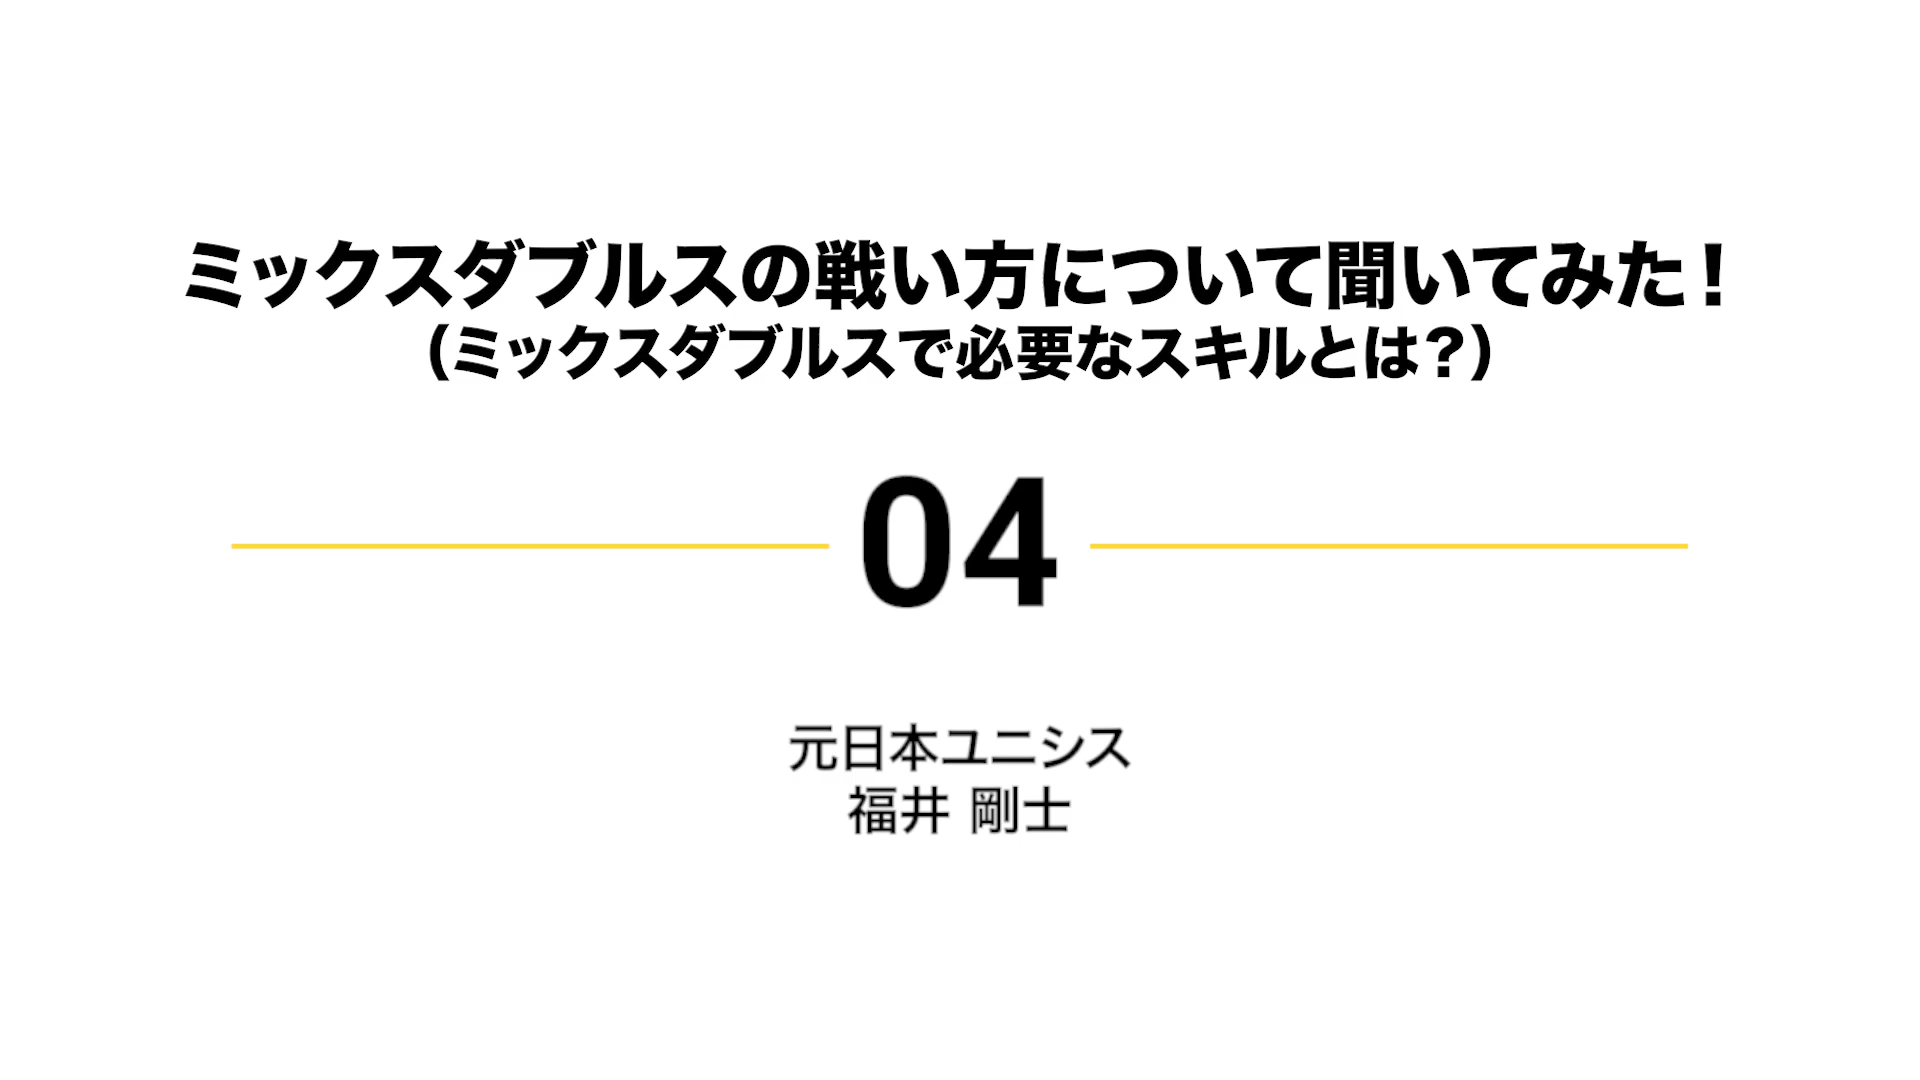 ミックスダブルスの戦い方について聞いてみた！
（ミックスダブルスで必要なスキルとは？）
04
元日本ユニシス
福井 剛士